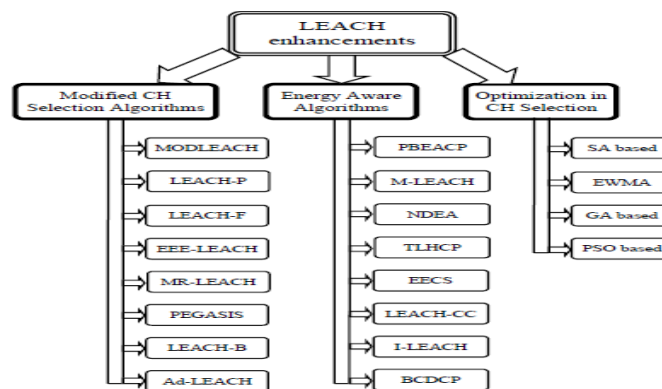 LEACH
enhancements
Modified CH
Selection Algorithms
MODLEACH
LEACH-P
LEACH-F
EEE-LEACH
MR-LEACH
PEGASIS
LEACH-B
Ad-LEACH
Energy Aware
Algorithms
PBEACP
M-LEACH
NDEA
TLHCP
EECS
LEACH-CC
I-LEACH
BCDCP
Optimization in
CH Selection
SA based
EWMA
GA based
PSO based